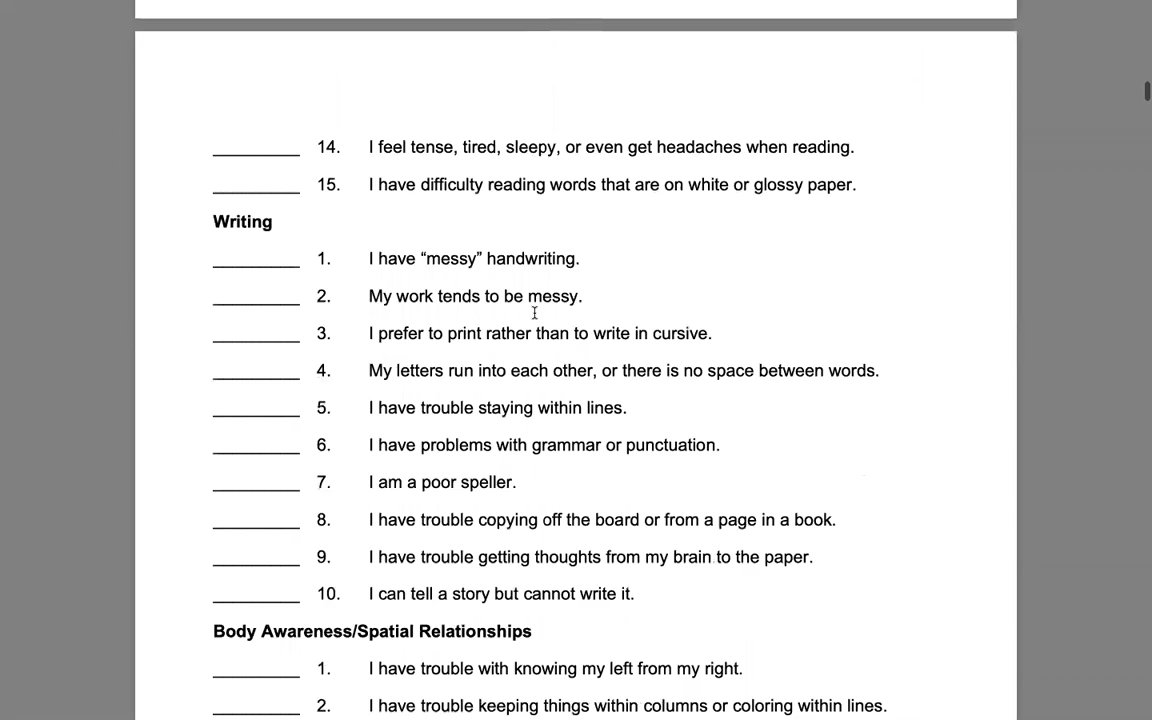 14. I feel tense, tired, sleepy, or even get headaches when reading.
15. I have difficulty reading words that are on white or glossy paper.
Writing
1. I have “messy” handwriting.
2. My work tends to be messy.
3. I prefer to print rather than to write in cursive.
4. My letters run into each other, or there is no space between words.
5. I have trouble staying within lines.
6. I have problems with grammar or punctuation.
7. I am a poor speller.
8. I have trouble copying off the board or from a page in a book.
9. I have trouble getting thoughts from my brain to the paper.
10. I can tell a story but cannot write it.
Body Awareness/Spatial Relationships
1. I have trouble with knowing my left from my right.
2. I have trouble keeping things within columns or coloring within lines.